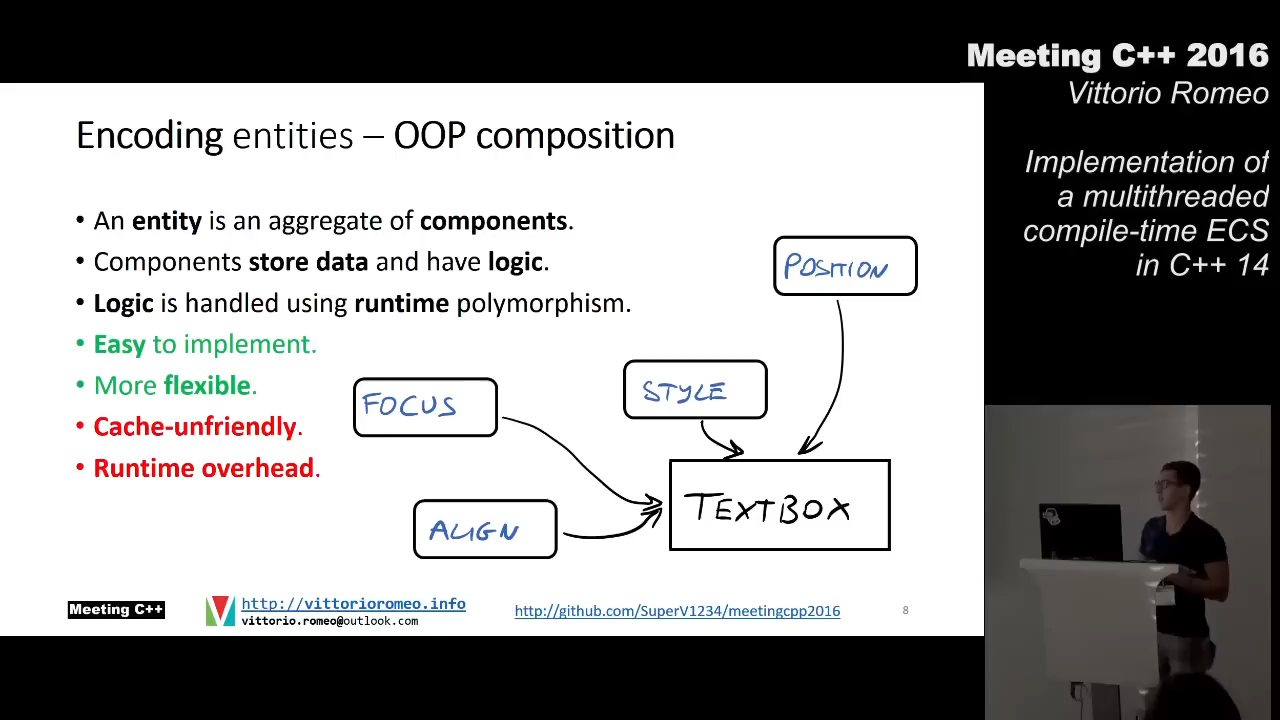 Meeting C++ 2016
Vittorio Romeo
Implementation of
a multithreaded
compile-time ECS
in C++ 14
Encoding entities – OOP composition
• An entity is an aggregate of components.
• Components store data and have logic.
• Logic is handled using runtime polymorphism.
• Easy to implement.
• More flexible.
• Cache-unfriendly.
• Runtime overhead.
POSITION
STYLE
FOCUS
ALIGN
TEXTBOX
Meeting C++
http://vittorioromeo.info
vittorio.romeo@outlook.com
http://github.com/SuperV1234/meetingcpp2016
8